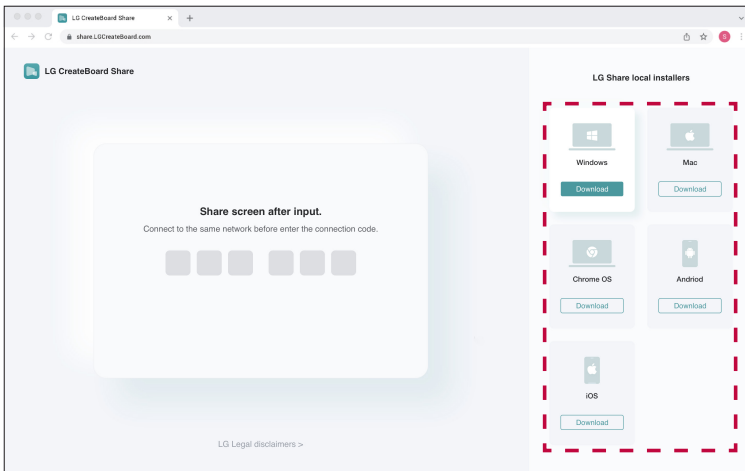 LG CreateBoard Share
share.LGCreateBoard.com
S
LG CreateBoard Share
Share screen after input.
Connect to the same network before enter the connection code.
LG Legal disclaimers >
LG Share local installers
Windows
Download
Mac
Download
Chrome OS
Download
Andriod
Download
iOS
Download